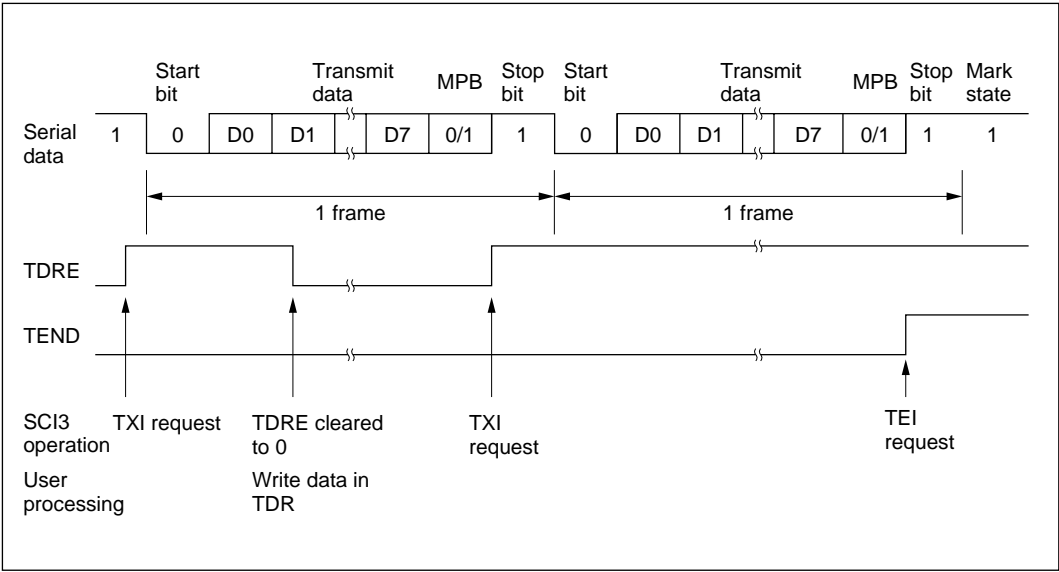 Start bit Transmit data MPB Stop bit Start bit Transmit data MPB Stop bit Mark state
Serial data 1 0 D0 D1 D7 0/1 1 0 D0 D1 D7 0/1 1 1
1 frame 1 frame
TDRE
TEND
SCI3 operation TXI request TDRE cleared to 0 TXI request TEI request
User processing Write data in TDR